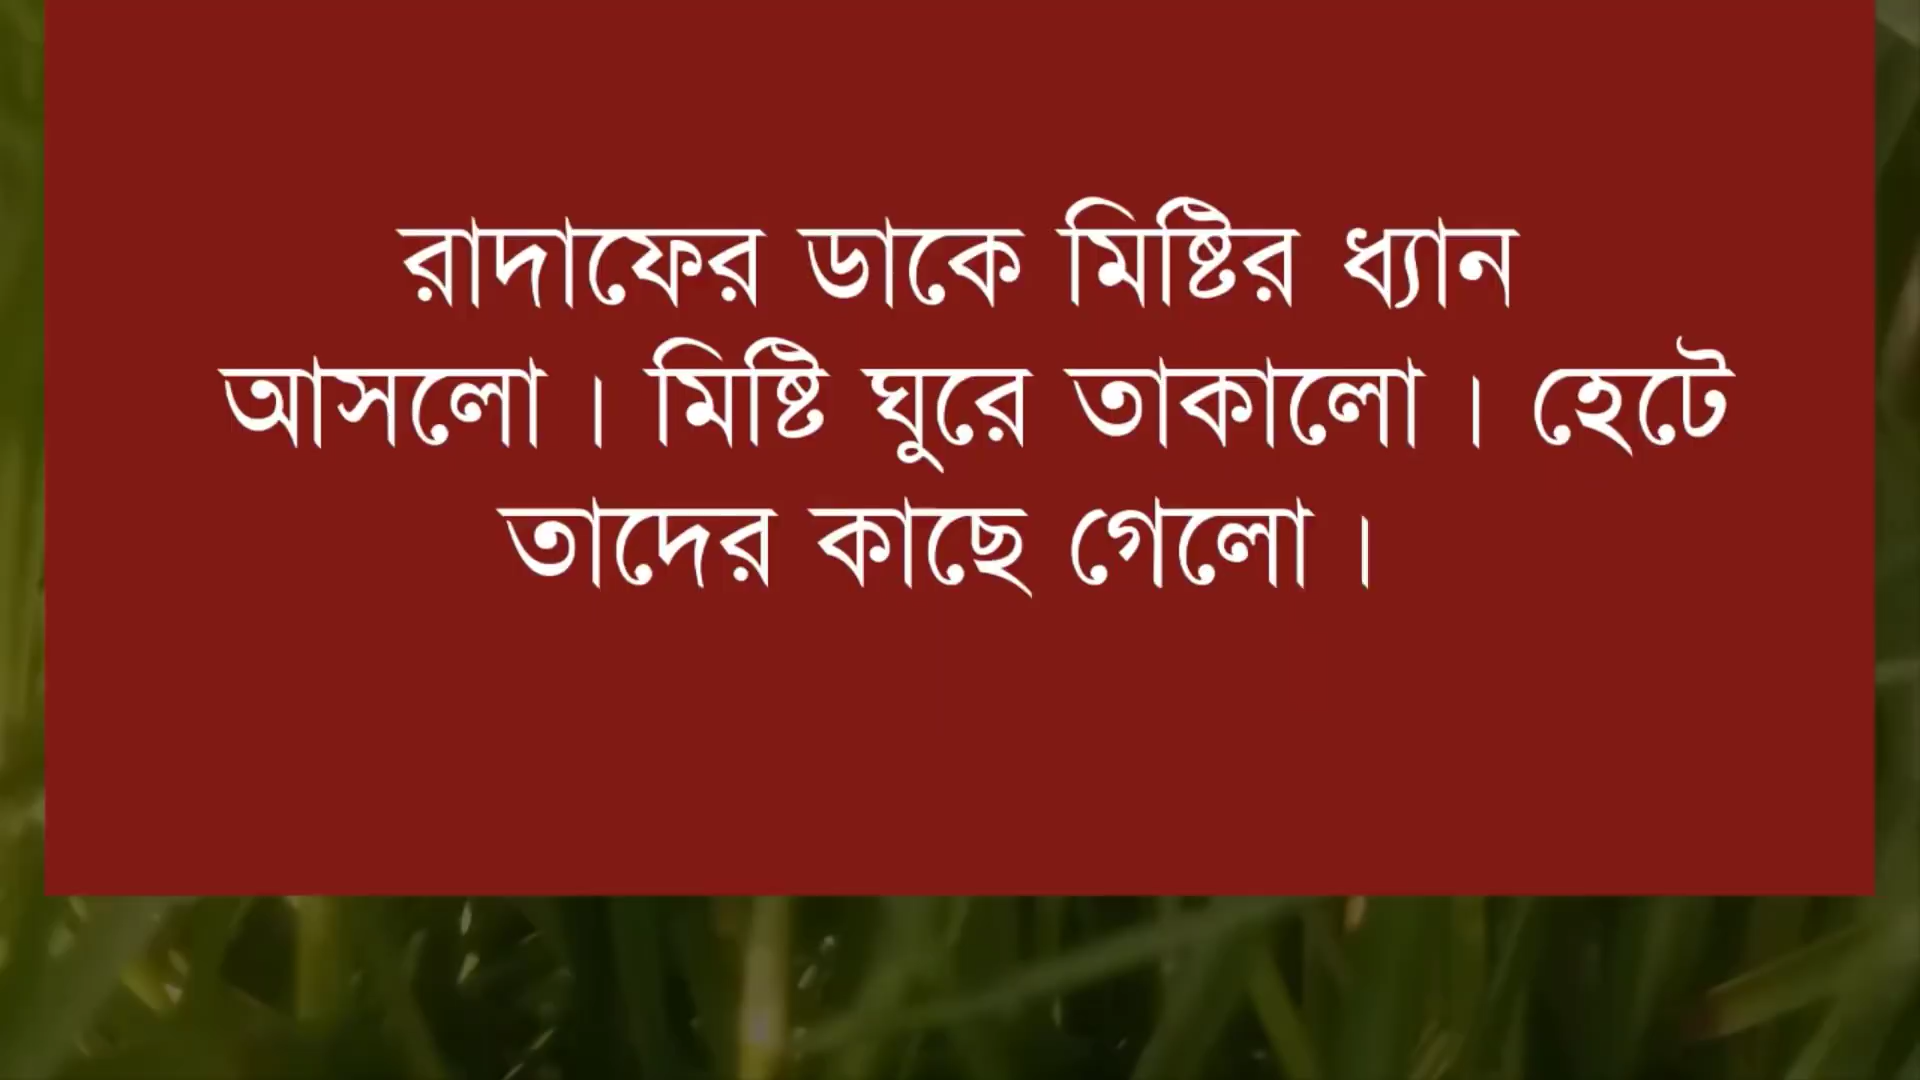 রাদাফের ডাকে মিষ্টির ধ্যান
আসলো । মিষ্টি ঘুরে তাকালো । হেটে
তাদের কাছে গেলো ।